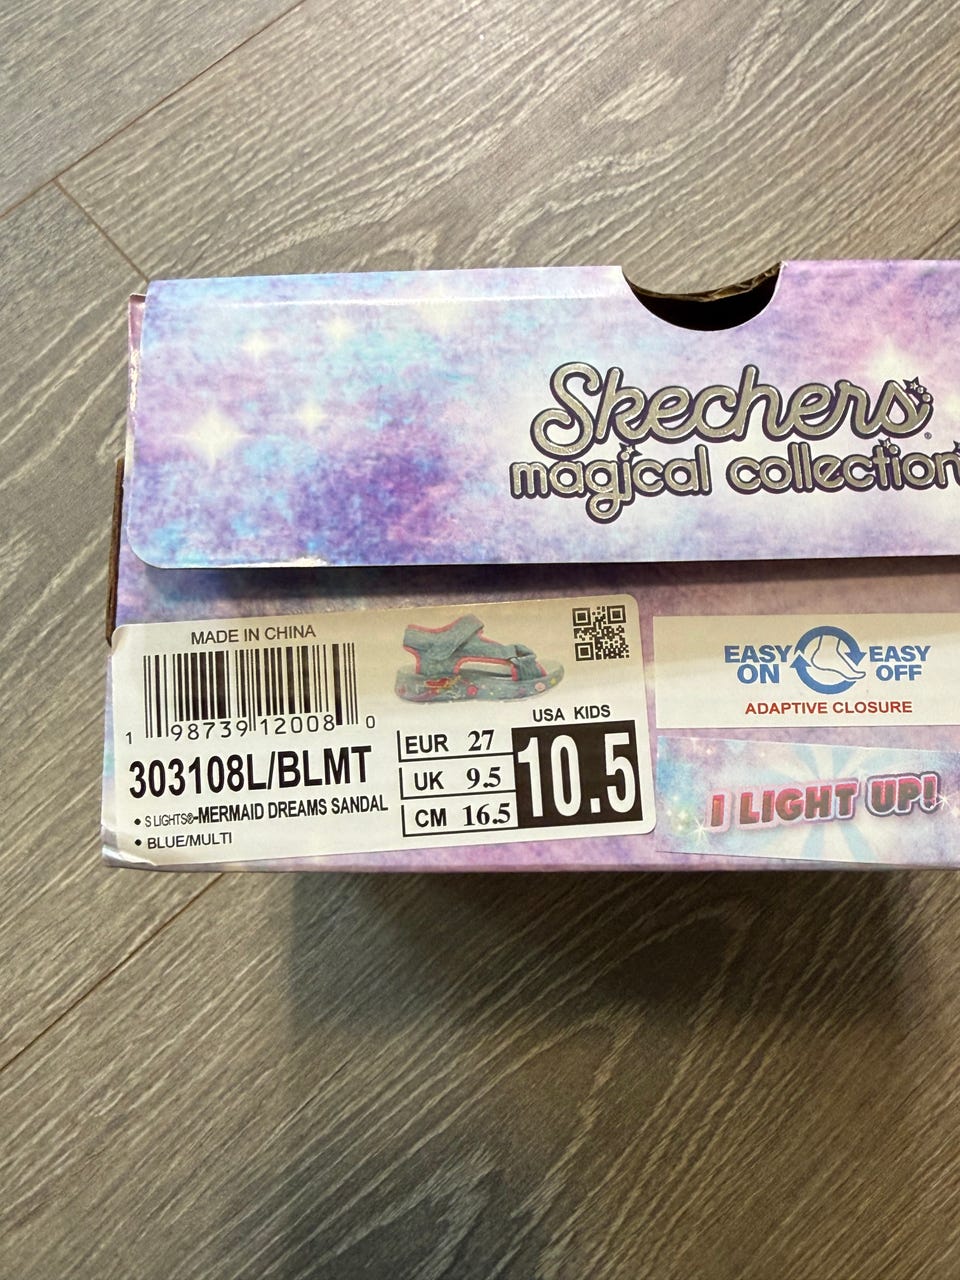 Skechers®
magical collection
MADE IN CHINA
1 98739 12008 0
303108L/BLMT
• S LIGHTS®-MERMAID DREAMS SANDAL
• BLUE/MULTI
EUR 27
UK 9.5
CM 16.5
USA KIDS
10.5
EASY ON EASY OFF
ADAPTIVE CLOSURE
I LIGHT UP!